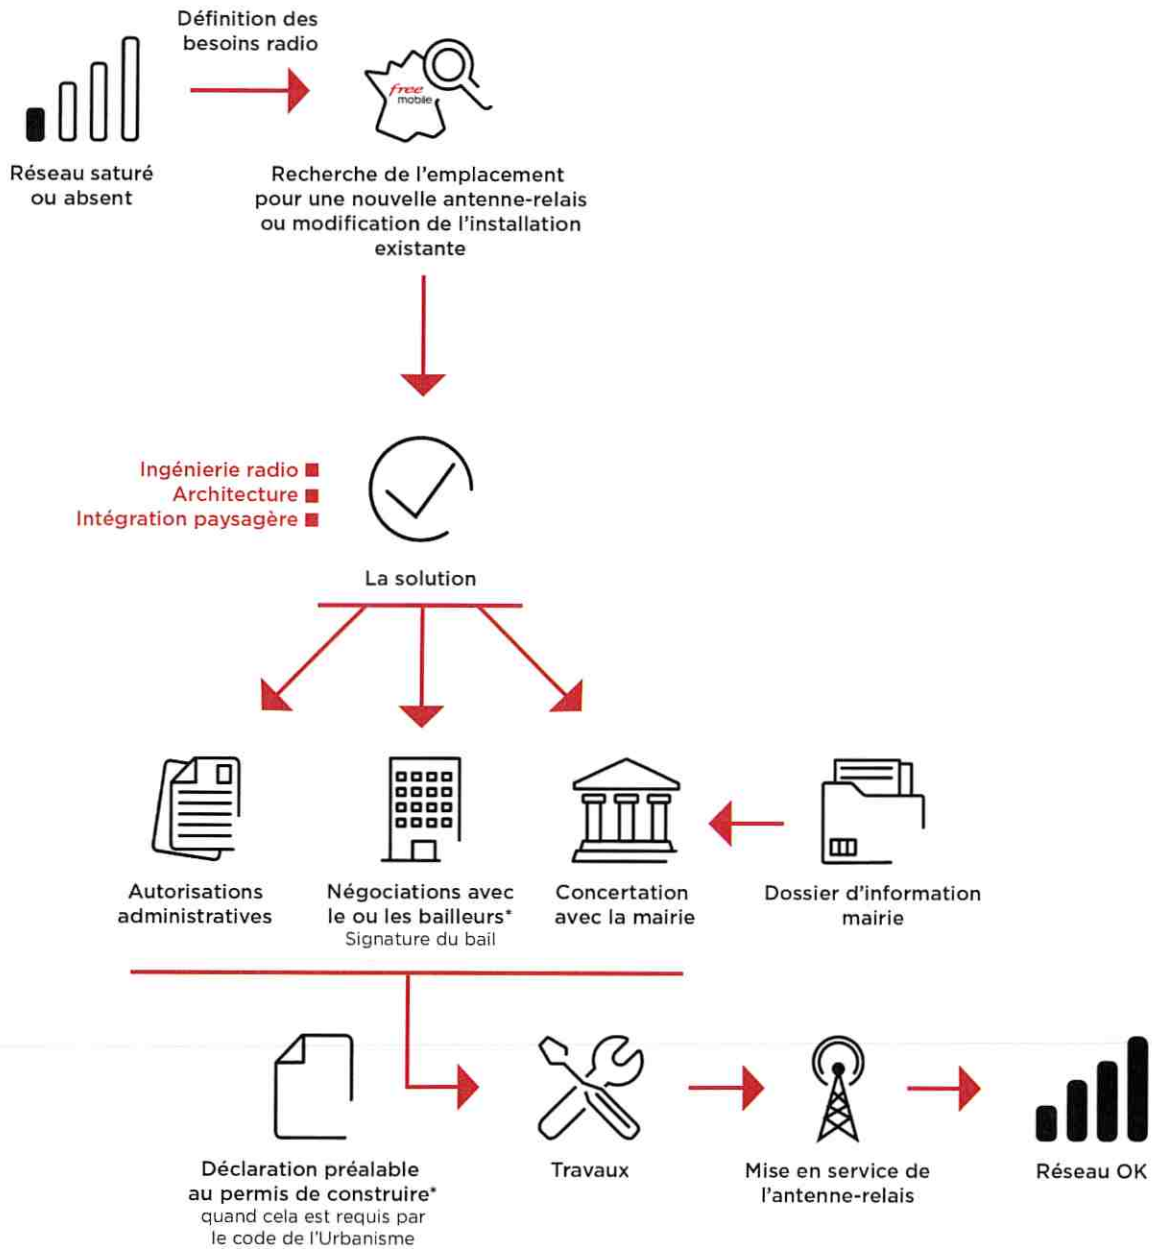 Définition des
besoins radio
free
mobile
Réseau saturé
ou absent
Recherche de l'emplacement
pour une nouvelle antenne-relais
ou modification de l'installation
existante
Ingénierie radio
Architecture
Intégration paysagère
La solution
Autorisations
administratives
Négociations avec
le ou les bailleurs*
Signature du bail
Concertation
avec la mairie
Dossier d'information
mairie
Déclaration préalable
au permis de construire*
quand cela est requis par
le code de l'Urbanisme
Travaux
Mise en service de
l'antenne-relais
Réseau OK